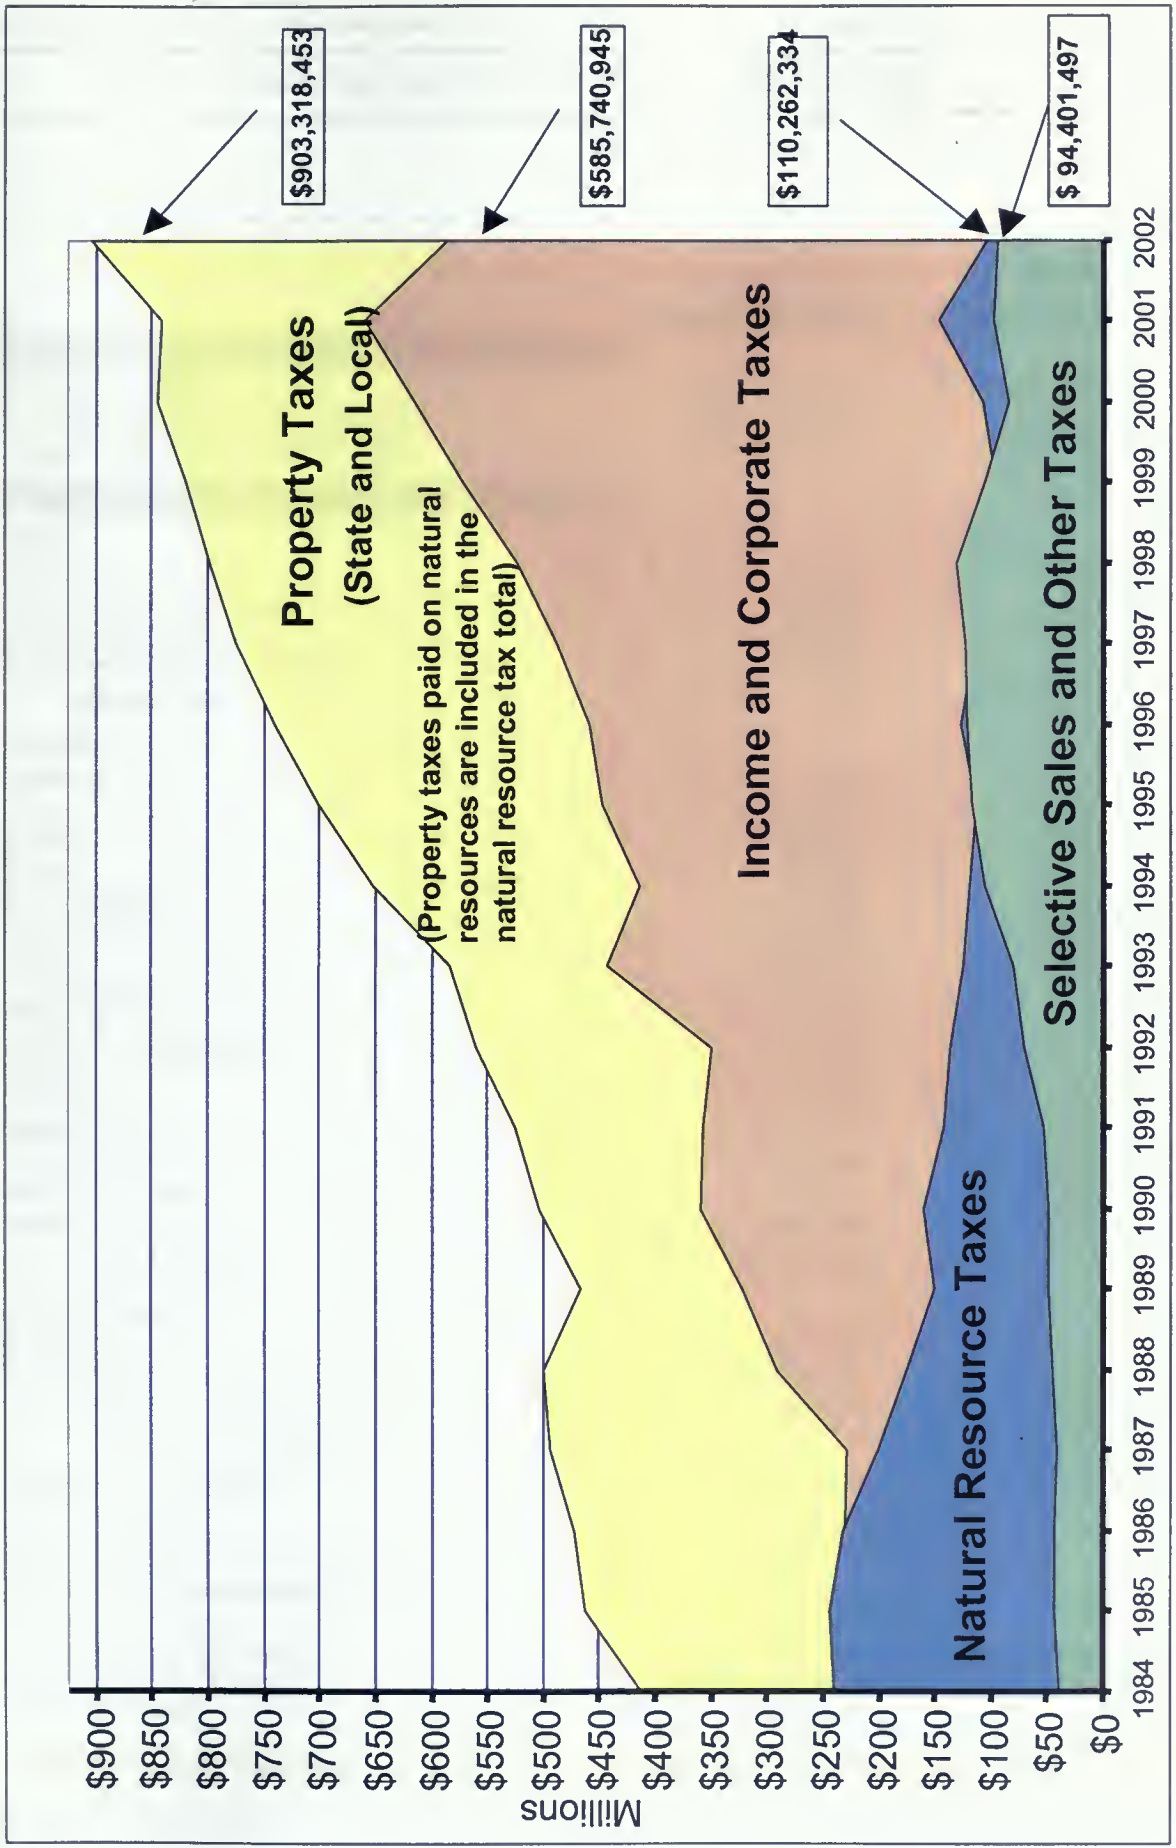 Millions
$900
$850
$800
$750
$700
$650
$600
$550
$500
$450
$400
$350
$300
$250
$200
$150
$100
$50
$0
Property Taxes
(State and Local)
(Property taxes paid on natural
resources are included in the
natural resource tax total)
Income and Corporate Taxes
Natural Resource Taxes
Selective Sales and Other Taxes
$903,318,453
$585,740,945
$110,262,334
$ 94,401,497
1984 1985 1986 1987 1988 1989 1990 1991 1992 1993 1994 1995 1996 1997 1998 1999 2000 2001 2002